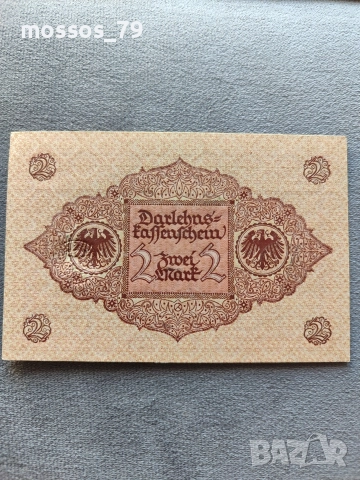 mossos_79
2 2
Darlehns-
kassenschein
2 zwei 2
Mark
2 2
BAZAR